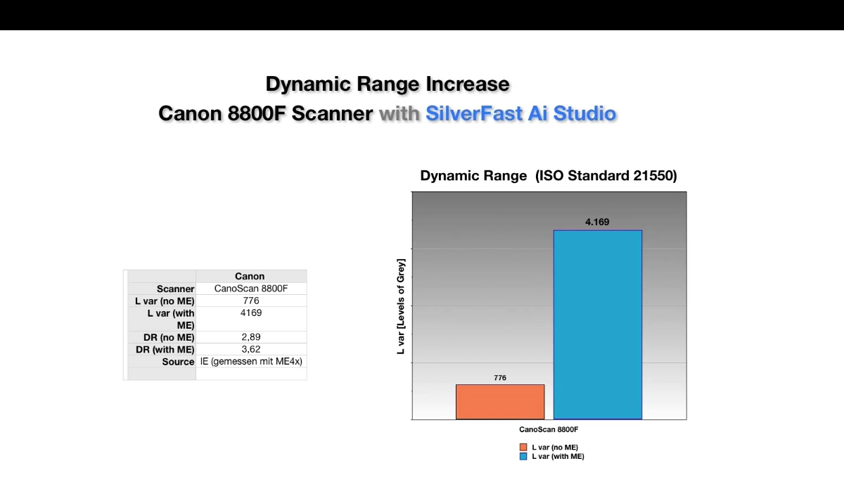 Dynamic Range Increase
Canon 8800F Scanner with SilverFast Ai Studio
Dynamic Range (ISO Standard 21550)
4.169
776
L var [Levels of Grey]
CanoScan 8800F
L var (no ME)
L var (with ME)
Canon
Scanner CanoScan 8800F
L var (no ME) 776
L var (with 4169
ME)
DR (no ME) 2,89
DR (with ME) 3,62
Source IE (gemessen mit ME4x)